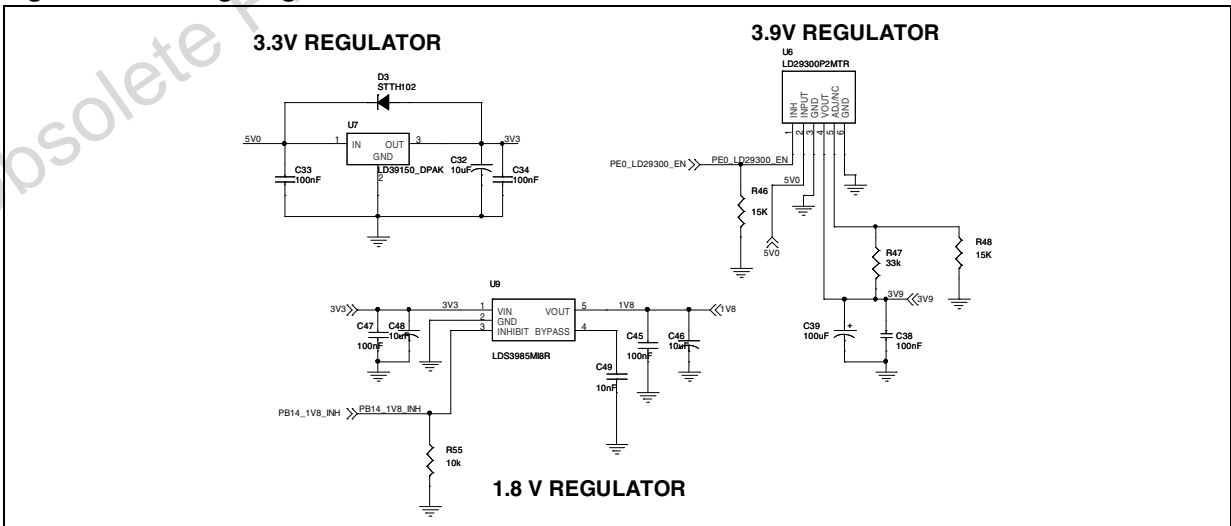 3.3V REGULATOR
D3
STTH102
U7
5V0
1
IN
OUT
3
3V3
GND
2
LD39150_DPAK
C33
100nF
C32
10uF
C34
100nF
3.9V REGULATOR
U6
LD29300P2MTR
INH
INPUT
GND
VOUT
ADJ/NC
GND
1
2
3
4
5
6
PE0_LD29300_EN
PE0_LD29300_EN
5V0
R46
15K
5V0
R47
33k
R48
15K
3V9
3V9
C39
100uF
+
C38
100nF
U9
3V3
3V3
1
VIN
2
GND
3
INHIBIT
VOUT
5
BYPASS
4
1V8
1V8
LDS3985MI8R
C47
100nF
C48
10uF
C45
100nF
C46
10uF
C49
10nF
PB14_1V8_INH
PB14_1V8_INH
R55
10k
1.8 V REGULATOR